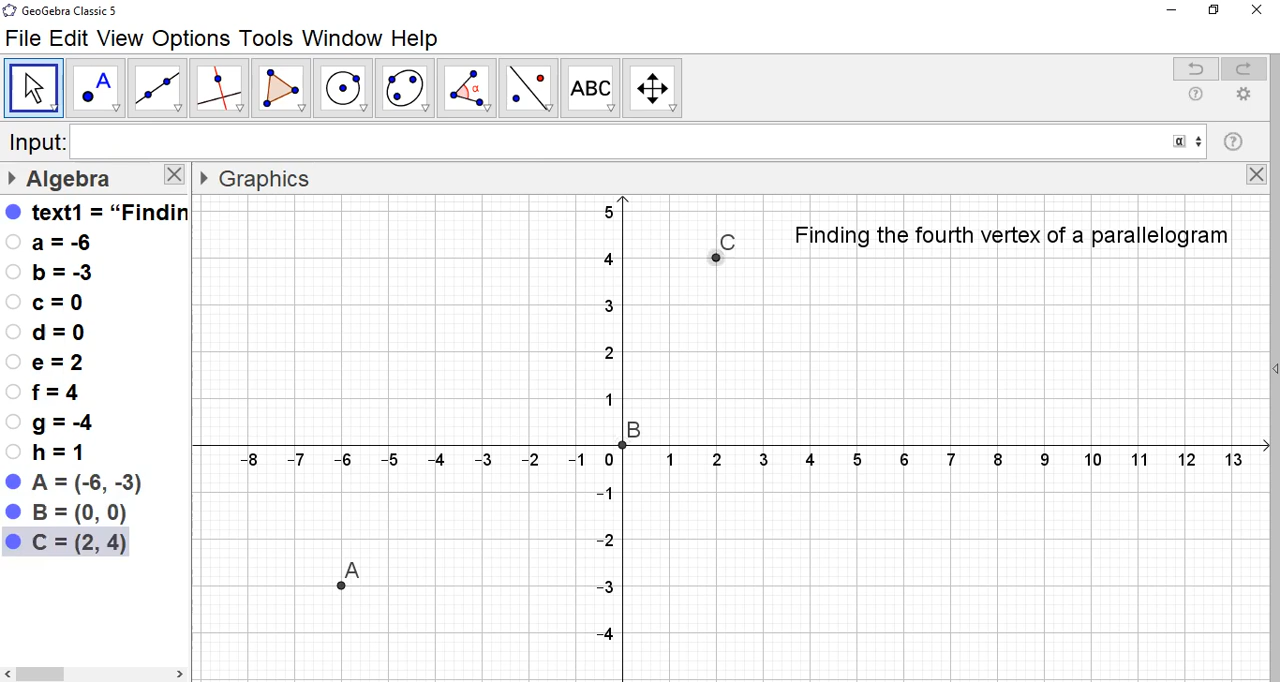 GeoGebra Classic 5
File Edit View Options Tools Window Help
A α ABC
Input: α
Algebra
Graphics
text1 = “Findin
a = -6
b = -3
c = 0
d = 0
e = 2
f = 4
g = -4
h = 1
A = (-6, -3)
B = (0, 0)
C = (2, 4)
Finding the fourth vertex of a parallelogram
C
B
A
5
4
3
2
1
−8 −7 −6 −5 −4 −3 −2 −1 0 1 2 3 4 5 6 7 8 9 10 11 12 13
−1
−2
−3
−4